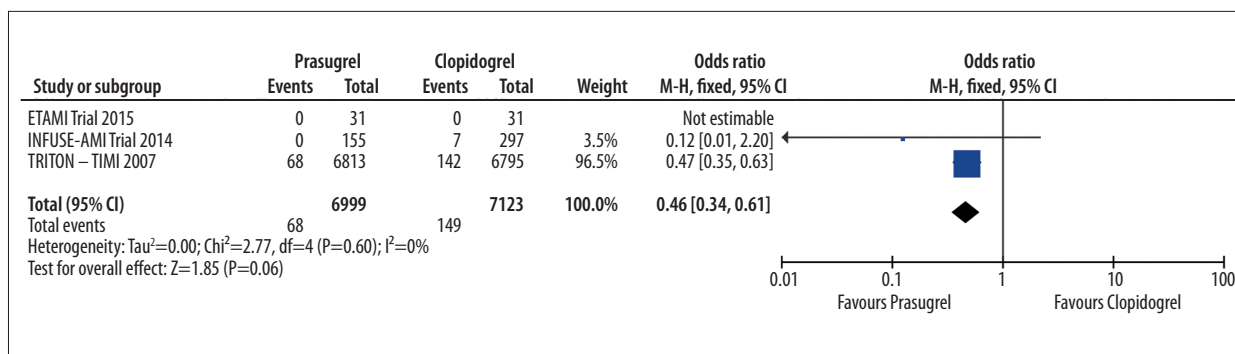 Prasugrel Clopidogrel Odds ratio Odds ratio
Study or subgroup Events Total Events Total Weight M-H, fixed, 95% CI M-H, fixed, 95% CI
ETAMI Trial 2015 0 31 0 31 Not estimable
INFUSE-AMI Trial 2014 0 155 7 297 3.5% 0.12 [0.01, 2.20]
TRITON – TIMI 2007 68 6813 142 6795 96.5% 0.47 [0.35, 0.63]
Total (95% CI) 6999 7123 100.0% 0.46 [0.34, 0.61]
Total events 68 149
Heterogeneity: Tau²=0.00; Chi²=2.77, df=4 (P=0.60); I²=0%
Test for overall effect: Z=1.85 (P=0.06)
0.01 0.1 1 10 100
Favours Prasugrel Favours Clopidogrel